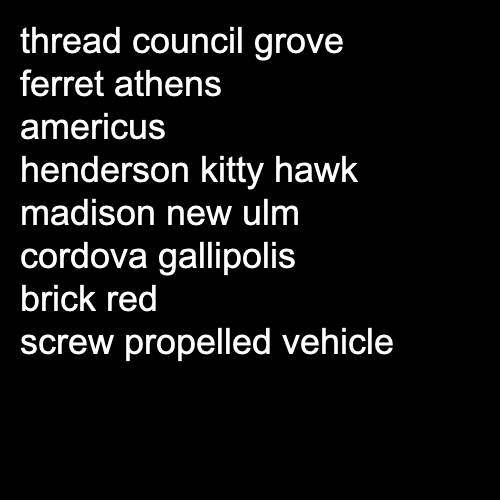 thread council grove
ferret athens
americus
henderson kitty hawk
madison new ulm
cordova gallipolis
brick red
screw propelled vehicle